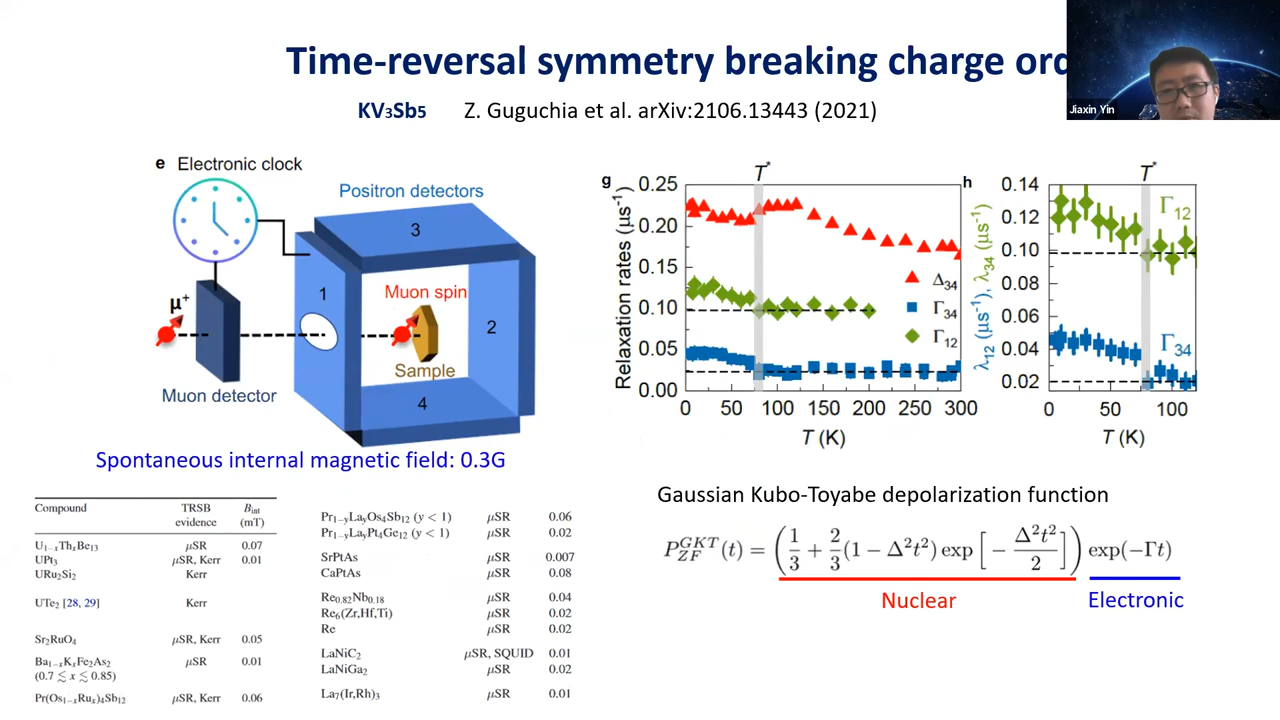 Time-reversal symmetry breaking charge ord
Jiaxin Yin
KV₃Sb₅ Z. Guguchia et al. arXiv:2106.13443 (2021)
e Electronic clock
Positron detectors
3
1
Muon spin
2
μ⁺
Sample
Muon detector
4
Spontaneous internal magnetic field: 0.3G
g
T*
Relaxation rates (μs⁻¹)
0.25
0.20
0.15
0.10
0.05
0.00
Δ₃₄
Γ₃₄
Γ₁₂
0 50 100 150 200 250 300
T (K)
h
T*
λ₁₂ (μs⁻¹), λ₃₄ (μs⁻¹)
0.14
0.12
0.10
0.08
0.06
0.04
0.02
Γ₁₂
Γ₃₄
0 50 100
T (K)
Compound TRSB evidence B_int (mT)
U₁₋ₓThₓBe₁₃ μSR 0.07
UPt₃ μSR, Kerr 0.01
URu₂Si₂ Kerr
UTe₂ [28, 29] Kerr
Sr₂RuO₄ μSR, Kerr 0.05
Ba₁₋ₓKₓFe₂As₂ μSR 0.01
(0.7 ≲ x ≲ 0.85)
Pr(Os₁₋ₓRuₓ)₄Sb₁₂ μSR, Kerr 0.06
Pr₁₋yLayOs₄Sb₁₂ (y < 1) μSR 0.06
Pr₁₋yLayPt₄Ge₁₂ (y < 1) μSR 0.02
SrPtAs μSR 0.007
CaPtAs μSR 0.08
Re₀.₈₂Nb₀.₁₈ μSR 0.04
Re₆(Zr,Hf,Ti) μSR 0.02
Re μSR 0.02
LaNiC₂ μSR, SQUID 0.01
LaNiGa₂ μSR 0.02
La₇(Ir,Rh)₃ μSR 0.01
Gaussian Kubo-Toyabe depolarization function
P_ZF^GKT(t) = (1/3 + 2/3(1 − Δ²t²) exp[−Δ²t²/2]) exp(−Γt)
Nuclear Electronic